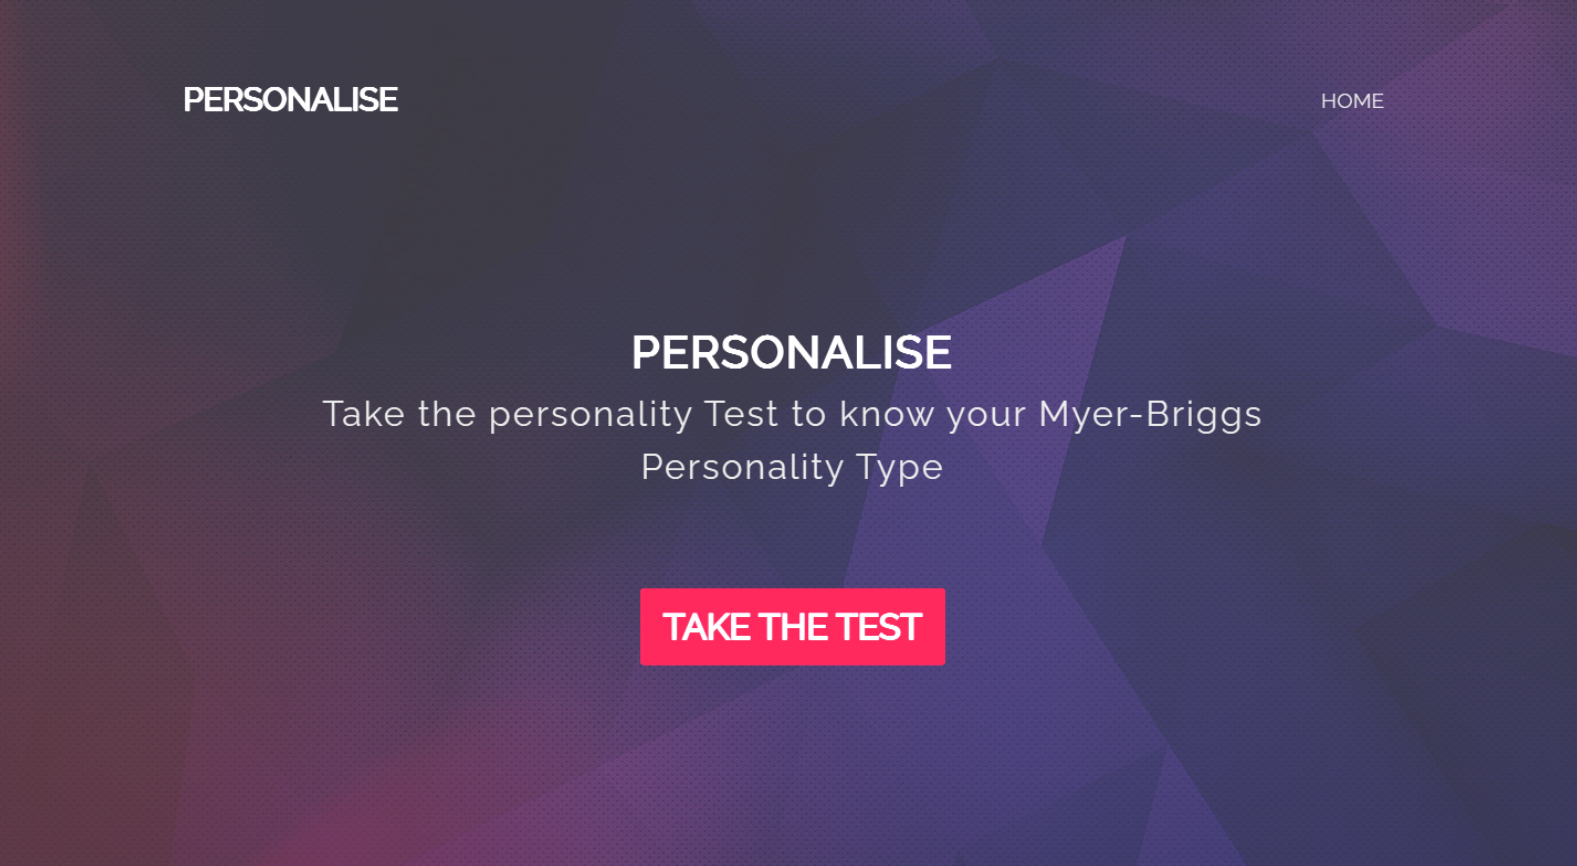 PERSONALISE
HOME
PERSONALISE
Take the personality Test to know your Myer-Briggs
Personality Type
TAKE THE TEST